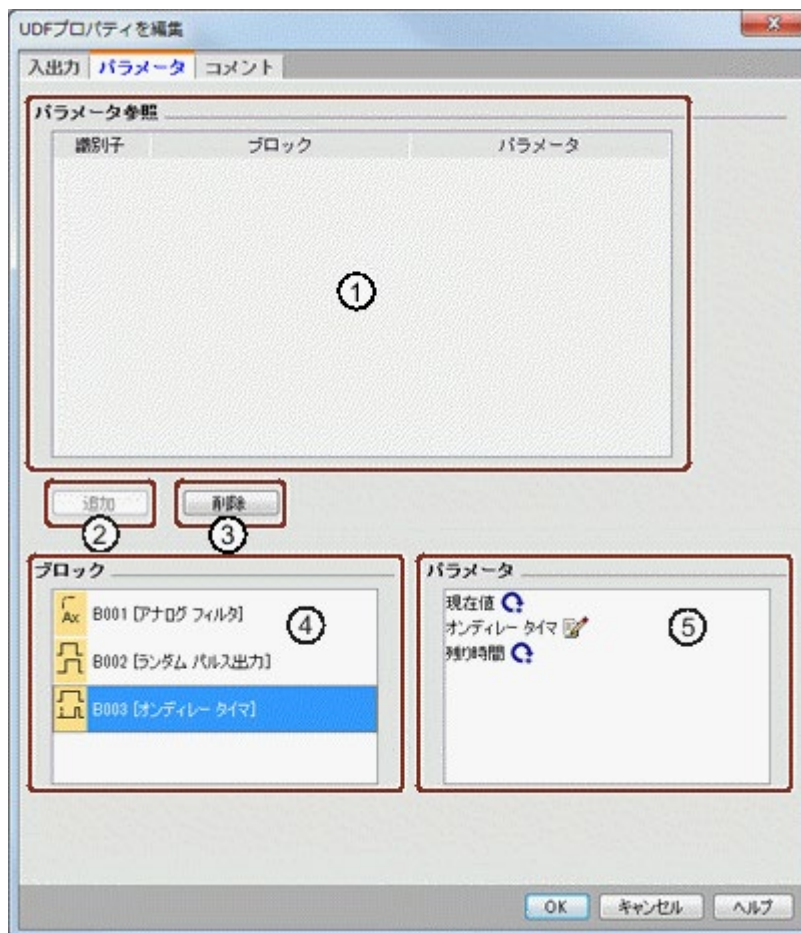 UDFプロパティを編集
入出力 パラメータ コメント
パラメータ参照
識別子 ブロック パラメータ
①
追加 削除
② ③
ブロック パラメータ
B001 [アナログ フィルタ]
B002 [ランダム パルス出力]
B003 [オンディレー タイマ]
④
現在値
オンディレー タイマ
残り時間
⑤
OK キャンセル ヘルプ